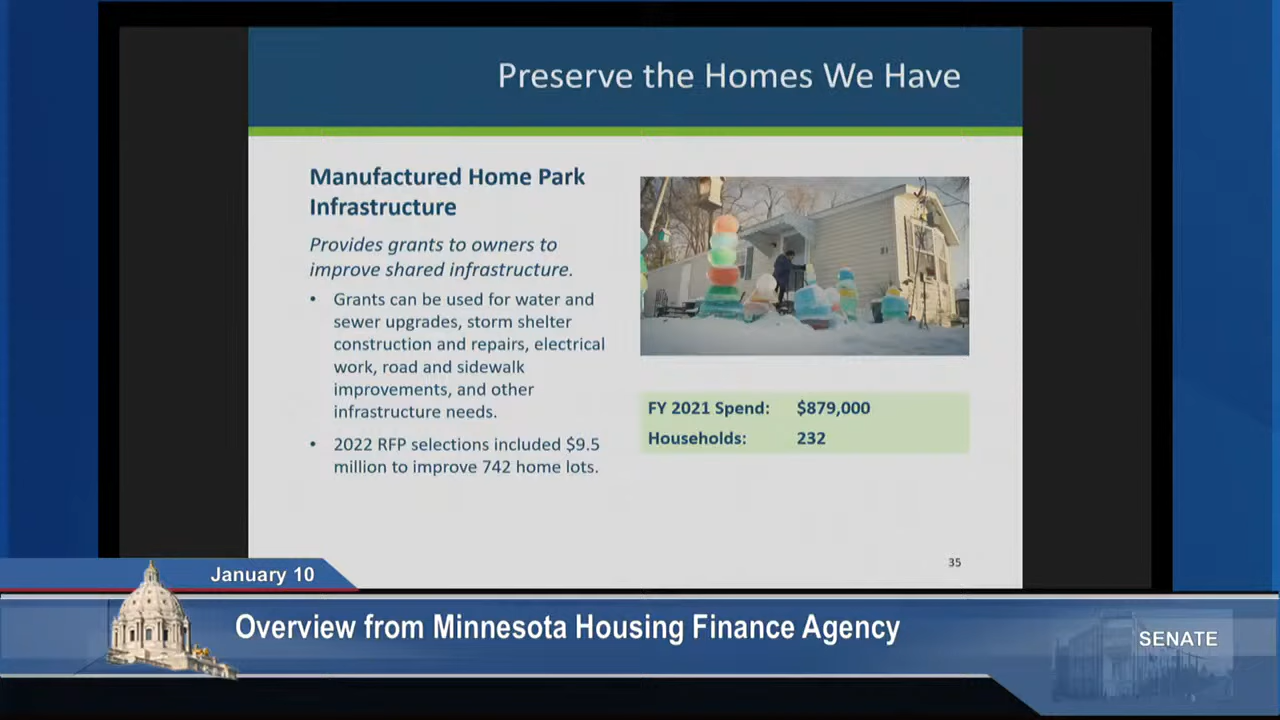 Preserve the Homes We Have
Manufactured Home Park
Infrastructure
Provides grants to owners to
improve shared infrastructure.
• Grants can be used for water and
sewer upgrades, storm shelter
construction and repairs, electrical
work, road and sidewalk
improvements, and other
infrastructure needs.
• 2022 RFP selections included $9.5
million to improve 742 home lots.
FY 2021 Spend: $879,000
Households: 232
35
January 10
Overview from Minnesota Housing Finance Agency
SENATE